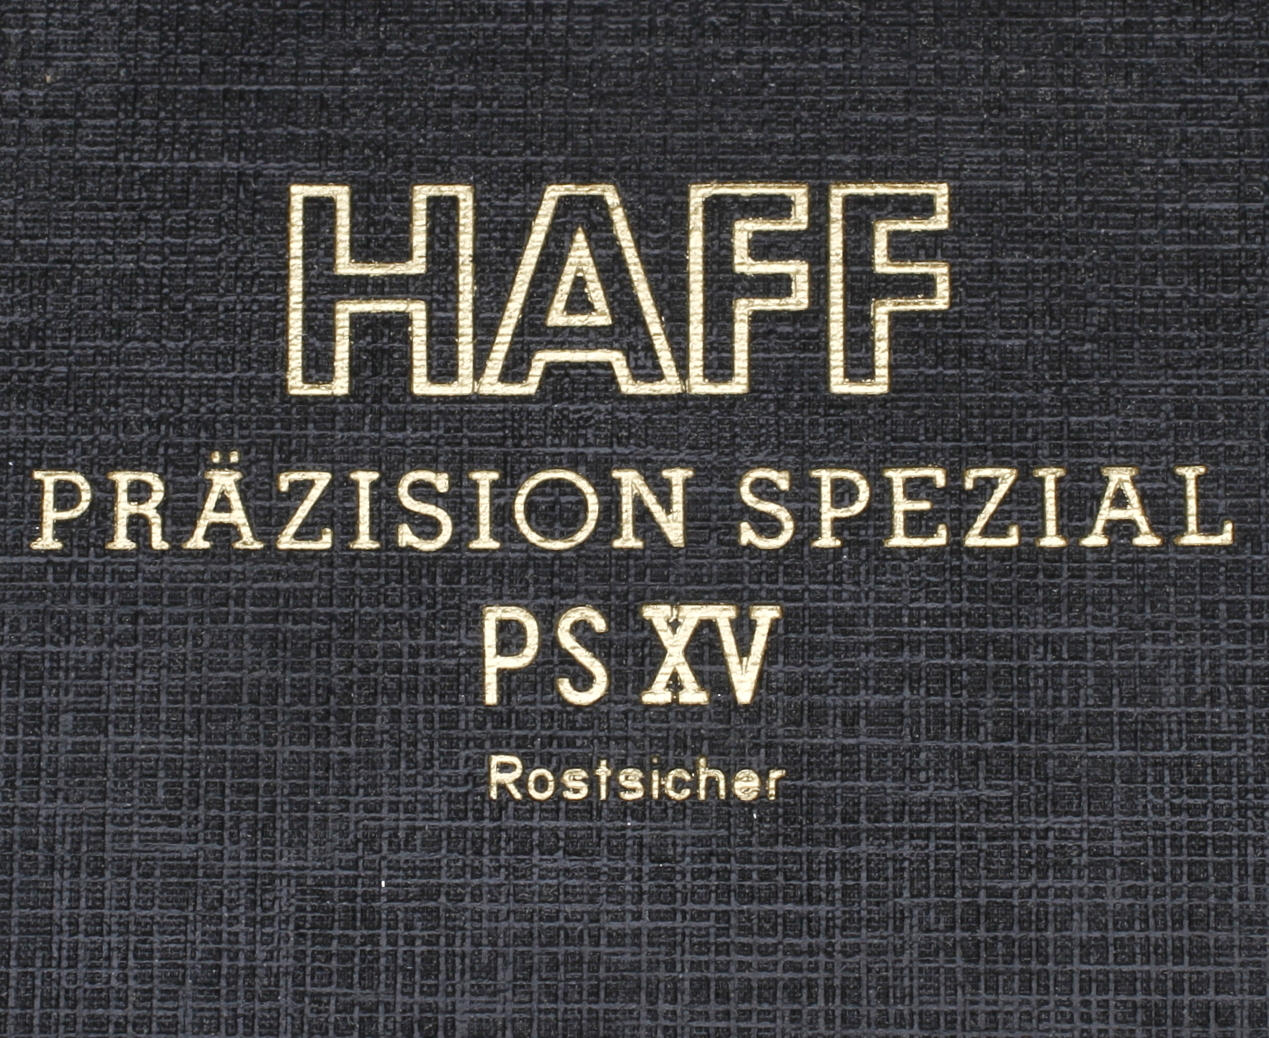 HAFF
PRÄZISION SPEZIAL
PS XV
Rostsicher